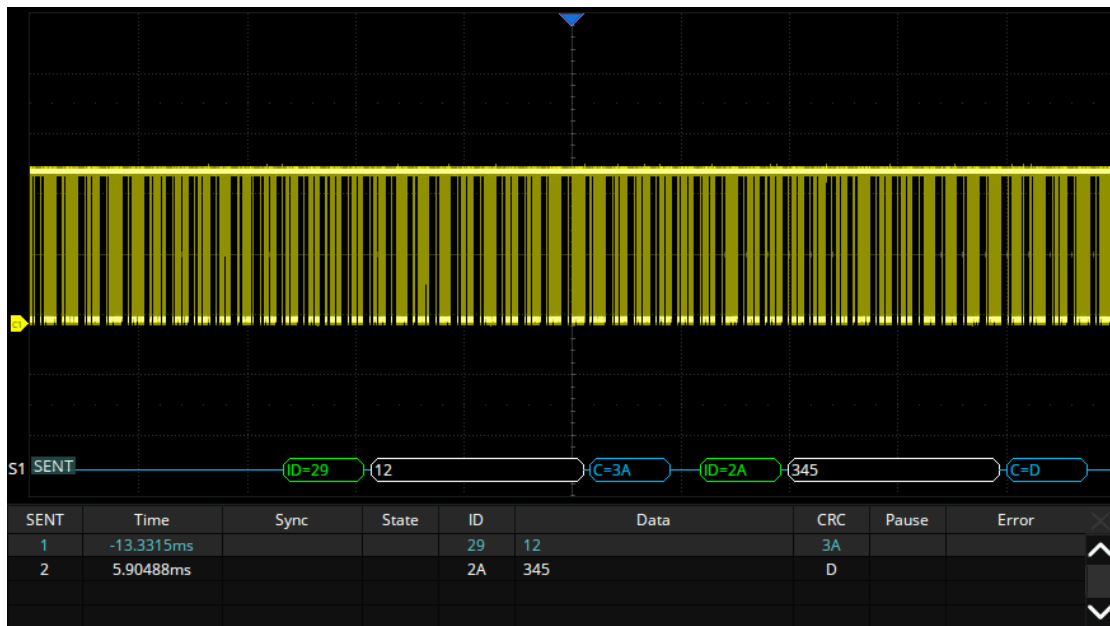 C1
S1 SENT ID=29 12 C=3A ID=2A 345 C=D
SENT Time Sync State ID Data CRC Pause Error
1 -13.3315ms 29 12 3A
2 5.90488ms 2A 345 D